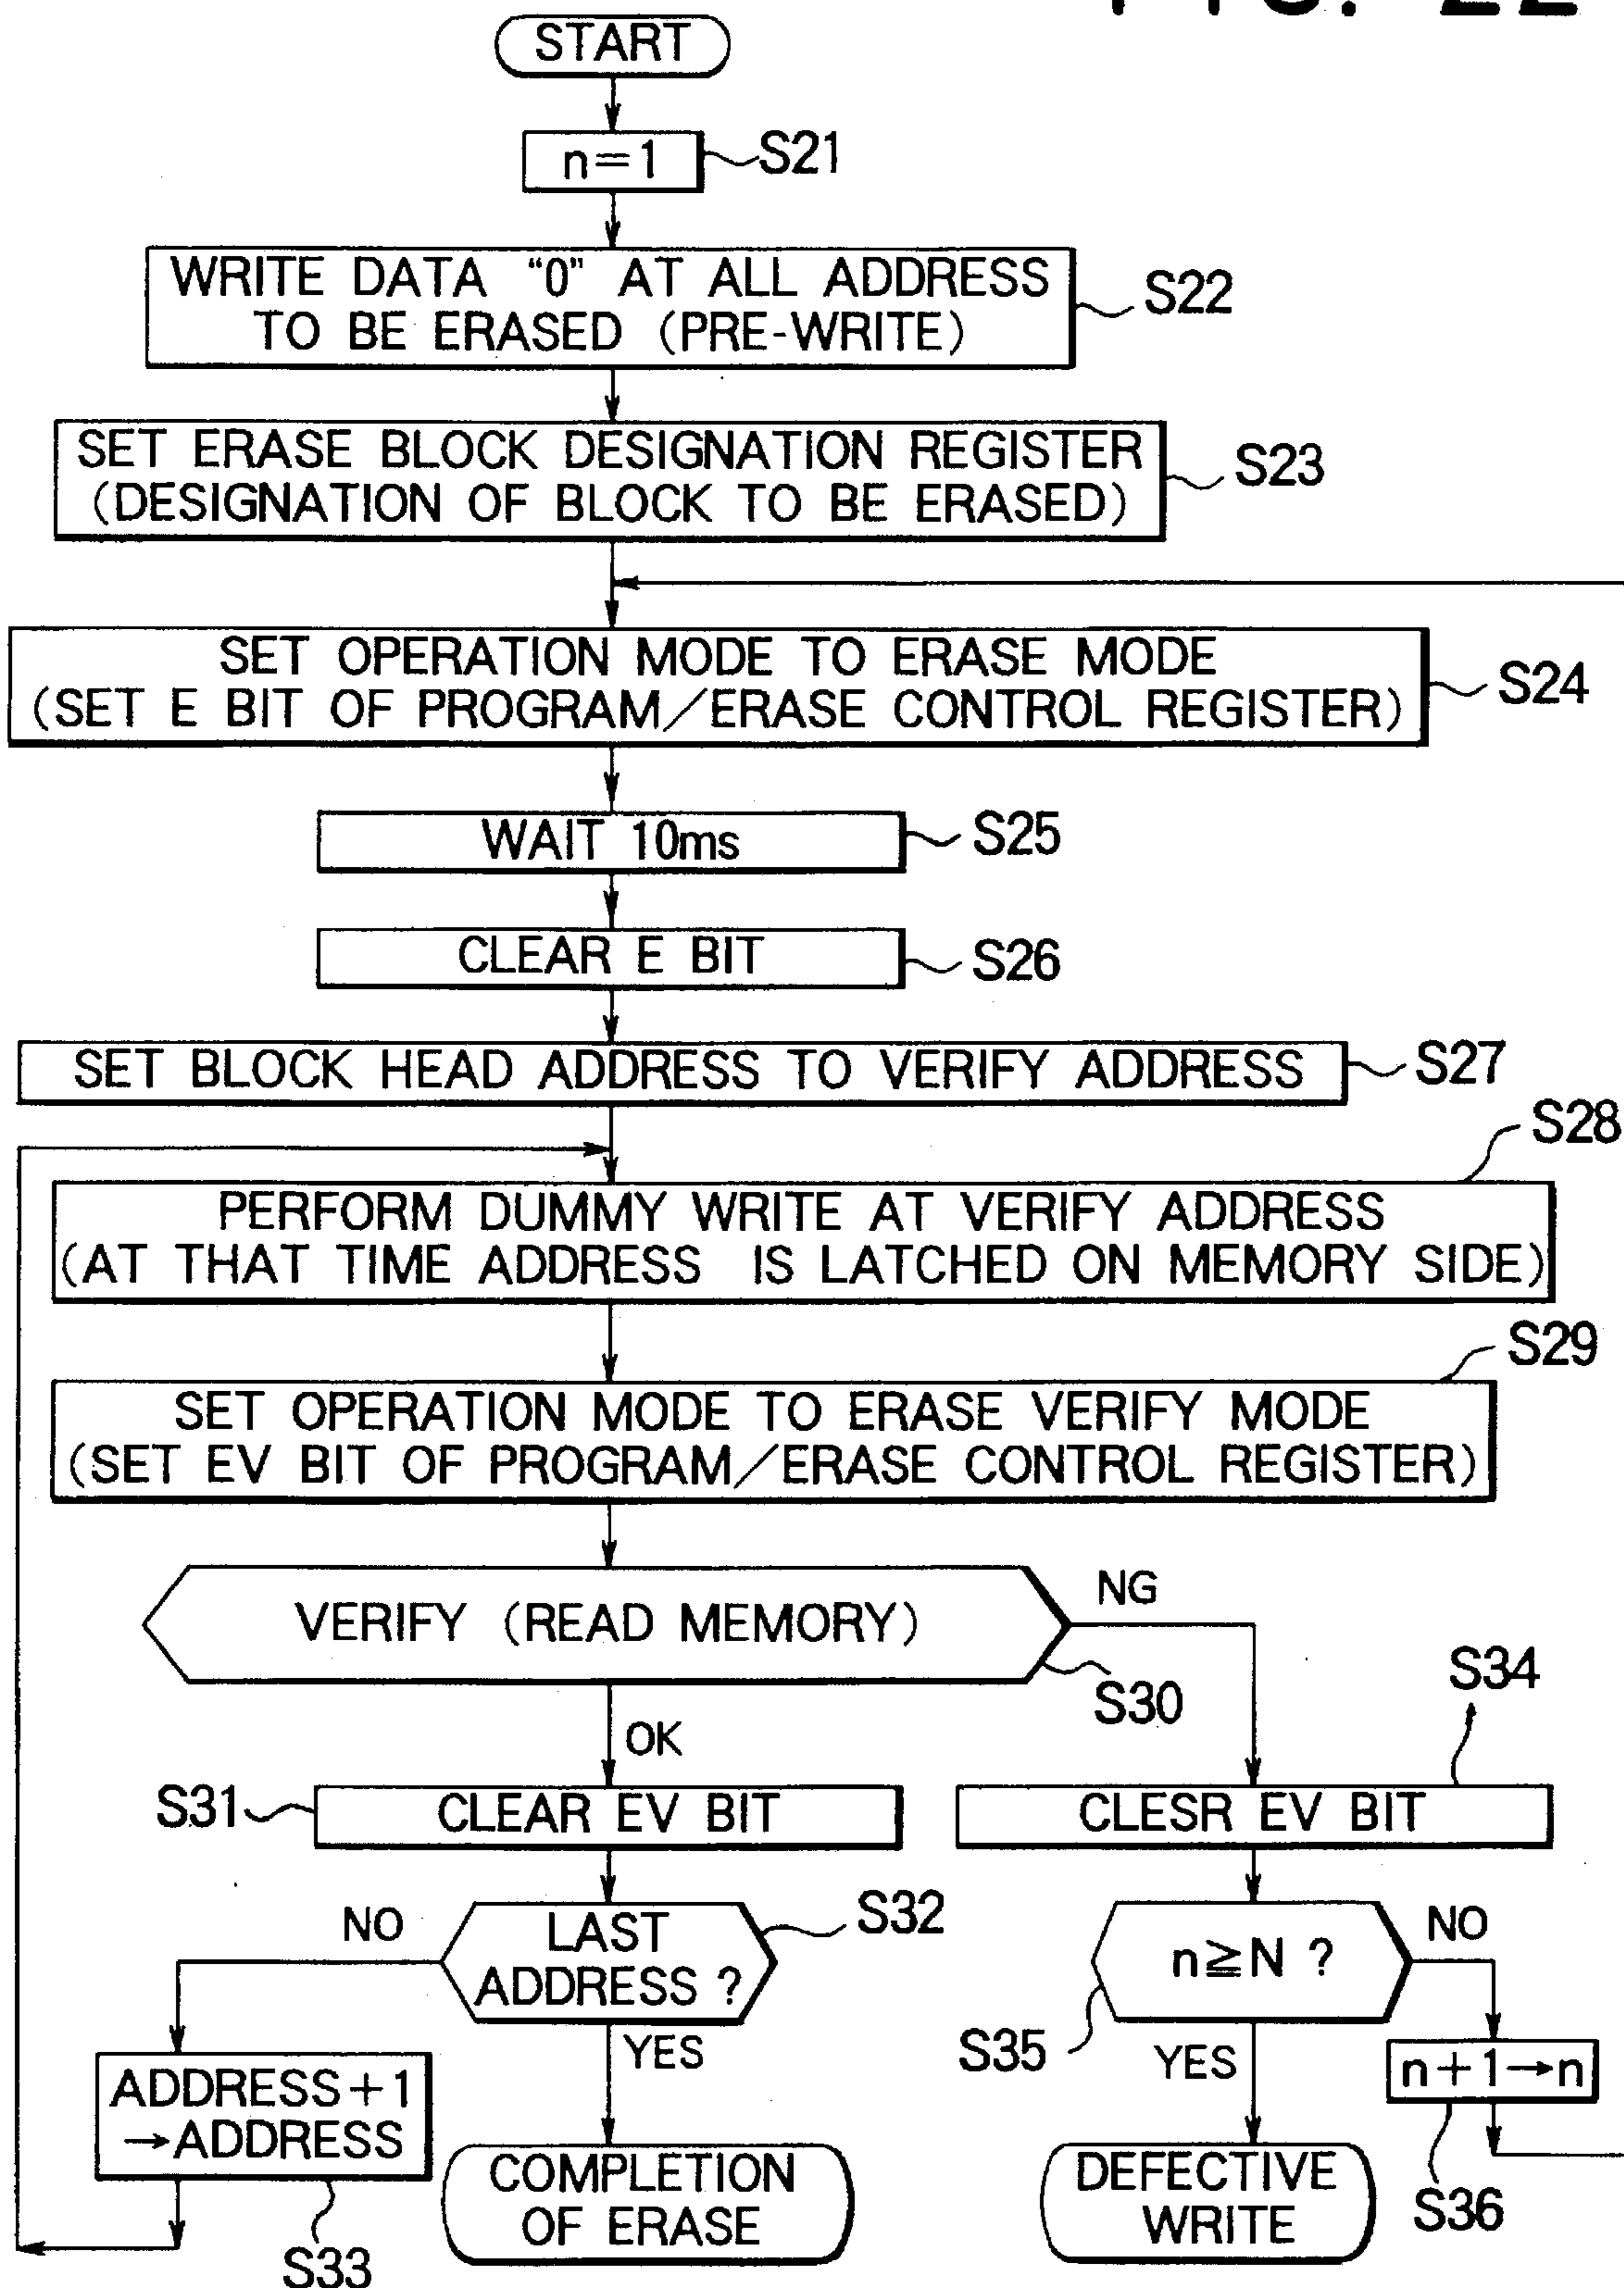 FIG. 22
START
n=1
S21
WRITE DATA "0" AT ALL ADDRESS
TO BE ERASED (PRE-WRITE)
S22
SET ERASE BLOCK DESIGNATION REGISTER
(DESIGNATION OF BLOCK TO BE ERASED)
S23
SET OPERATION MODE TO ERASE MODE
(SET E BIT OF PROGRAM/ERASE CONTROL REGISTER)
S24
WAIT 10ms
S25
CLEAR E BIT
S26
SET BLOCK HEAD ADDRESS TO VERIFY ADDRESS
S27
S28
PERFORM DUMMY WRITE AT VERIFY ADDRESS
(AT THAT TIME ADDRESS IS LATCHED ON MEMORY SIDE)
S29
SET OPERATION MODE TO ERASE VERIFY MODE
(SET EV BIT OF PROGRAM/ERASE CONTROL REGISTER)
VERIFY (READ MEMORY)
NG
S30
S34
OK
S31
CLEAR EV BIT
CLESR EV BIT
NO
LAST
ADDRESS ?
S32
n≧N ?
NO
S35
YES
YES
ADDRESS+1
→ADDRESS
n+1→n
S33
COMPLETION
OF ERASE
DEFECTIVE
WRITE
S36